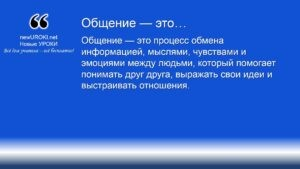 Общение — это…
newUROKI.net
Новые УРОКИ
Всё для учителя – всё бесплатно!
Общение — это процесс обмена
информацией, мыслями, чувствами и
эмоциями между людьми, который помогает
понимать друг друга, выражать свои идеи и
выстраивать отношения.